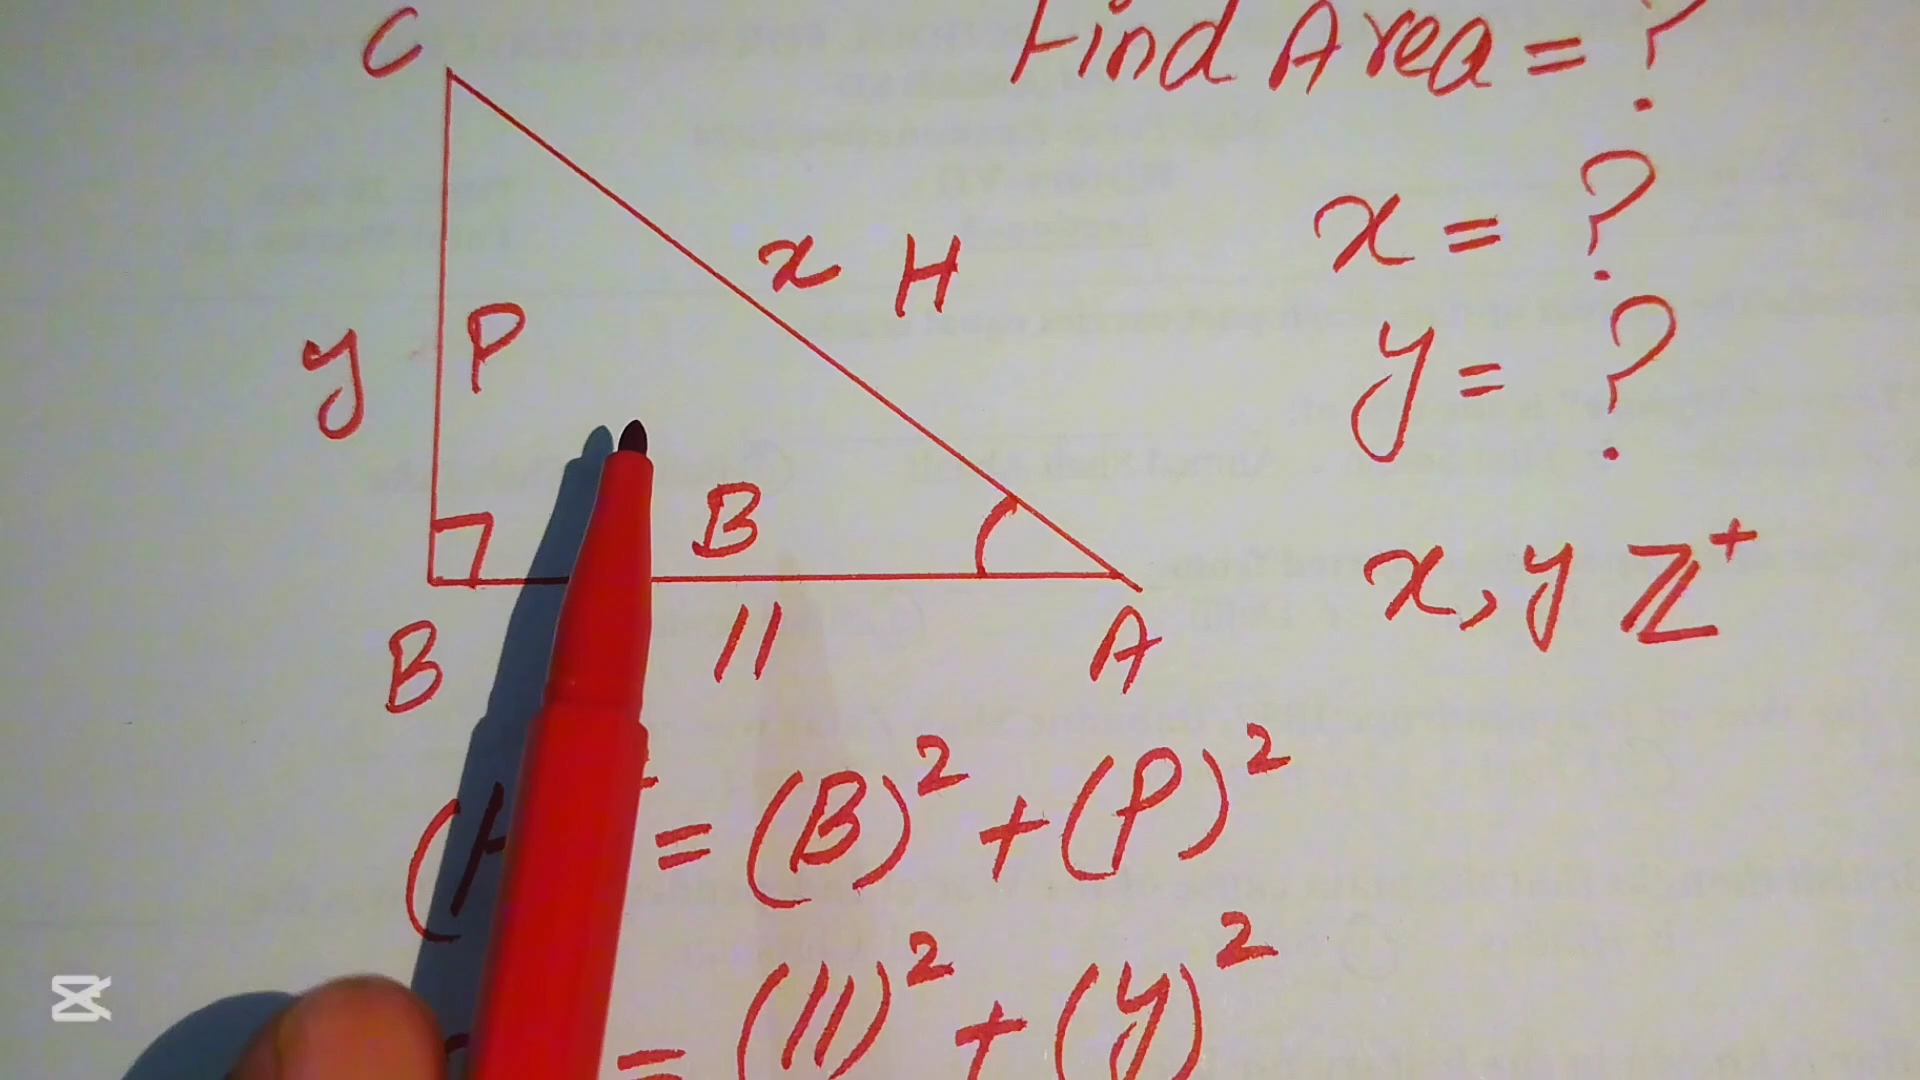 Find Area = ?
C
x = ?
x H
y P
y = ?
B
x, y Z⁺
B 11 A
= (B)² + (P)²
= (11)² + (y)²